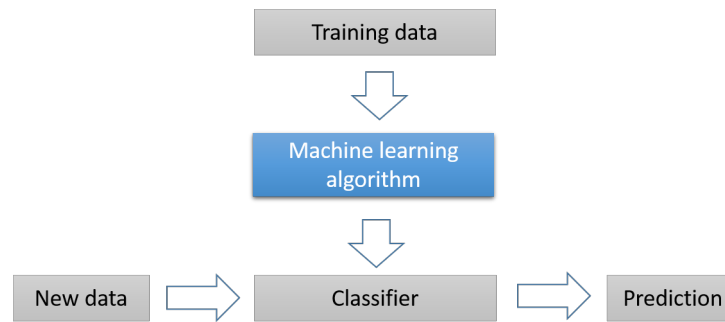 Training data
Machine learning
algorithm
New data
Classifier
Prediction